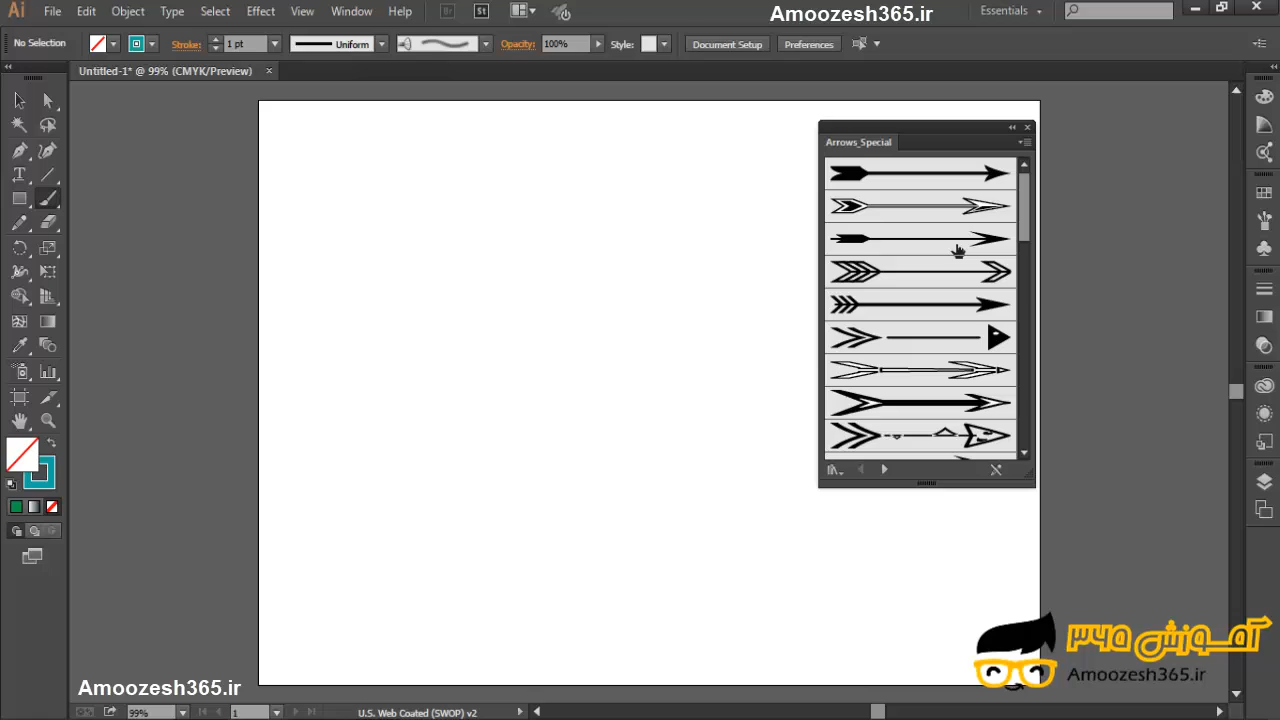 Ai File Edit Object Type Select Effect View Window Help Br St Amoozesh365.ir Essentials
No Selection Stroke: 1 pt Uniform Opacity: 100% Style: Document Setup Preferences
Untitled-1* @ 99% (CMYK/Preview)
Arrows_Special
T
آموزش ۳۶۵
Amoozesh365.ir
Amoozesh365.ir
99% 1 U.S. Web Coated (SWOP) v2